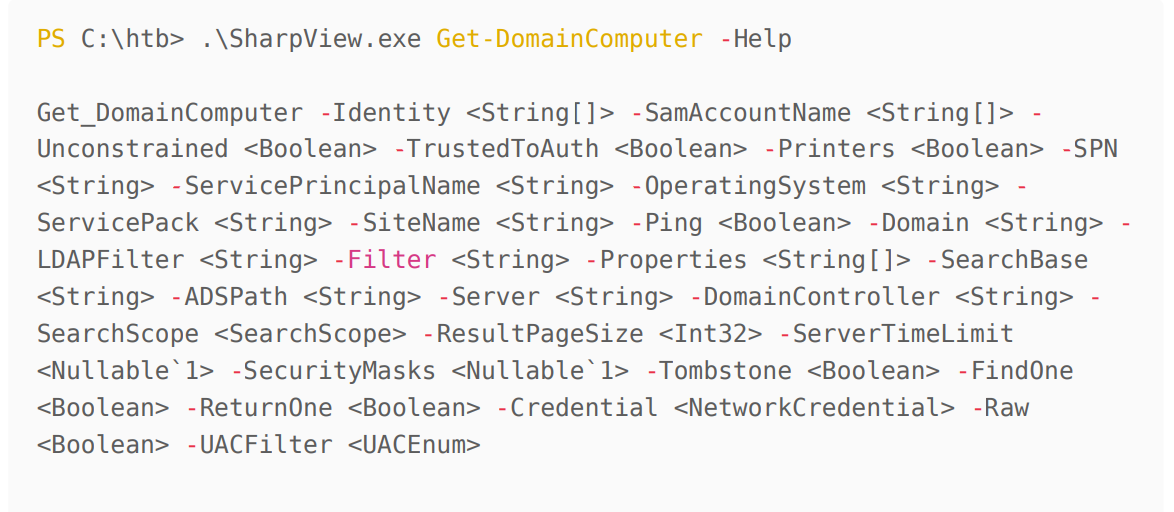 PS C:\htb> .\SharpView.exe Get-DomainComputer -Help
Get_DomainComputer -Identity <String[]> -SamAccountName <String[]> -
Unconstrained <Boolean> -TrustedToAuth <Boolean> -Printers <Boolean> -SPN
<String> -ServicePrincipalName <String> -OperatingSystem <String> -
ServicePack <String> -SiteName <String> -Ping <Boolean> -Domain <String> -
LDAPFilter <String> -Filter <String> -Properties <String[]> -SearchBase
<String> -ADSPath <String> -Server <String> -DomainController <String> -
SearchScope <SearchScope> -ResultPageSize <Int32> -ServerTimeLimit
<Nullable`1> -SecurityMasks <Nullable`1> -Tombstone <Boolean> -FindOne
<Boolean> -ReturnOne <Boolean> -Credential <NetworkCredential> -Raw
<Boolean> -UACFilter <UACEnum>